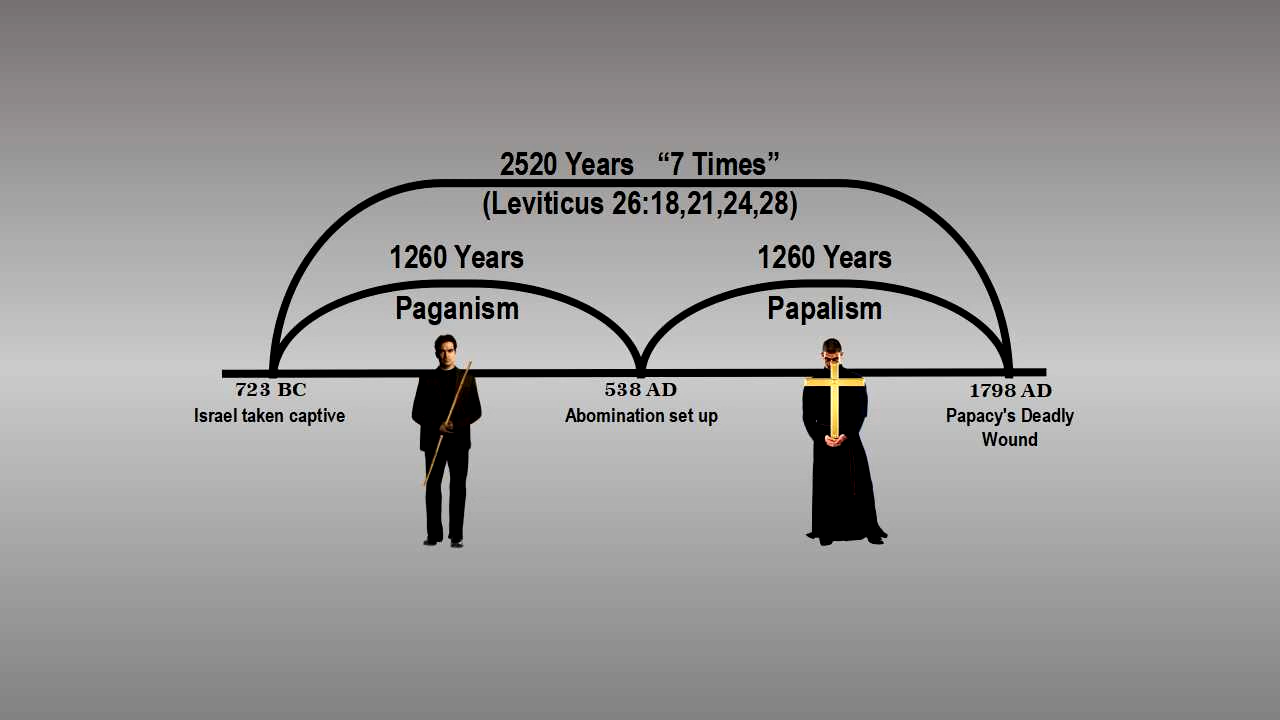 2520 Years “7 Times”
(Leviticus 26:18,21,24,28)
1260 Years
1260 Years
Paganism
Papalism
723 BC
538 AD
1798 AD
Israel taken captive
Abomination set up
Papacy's Deadly
Wound